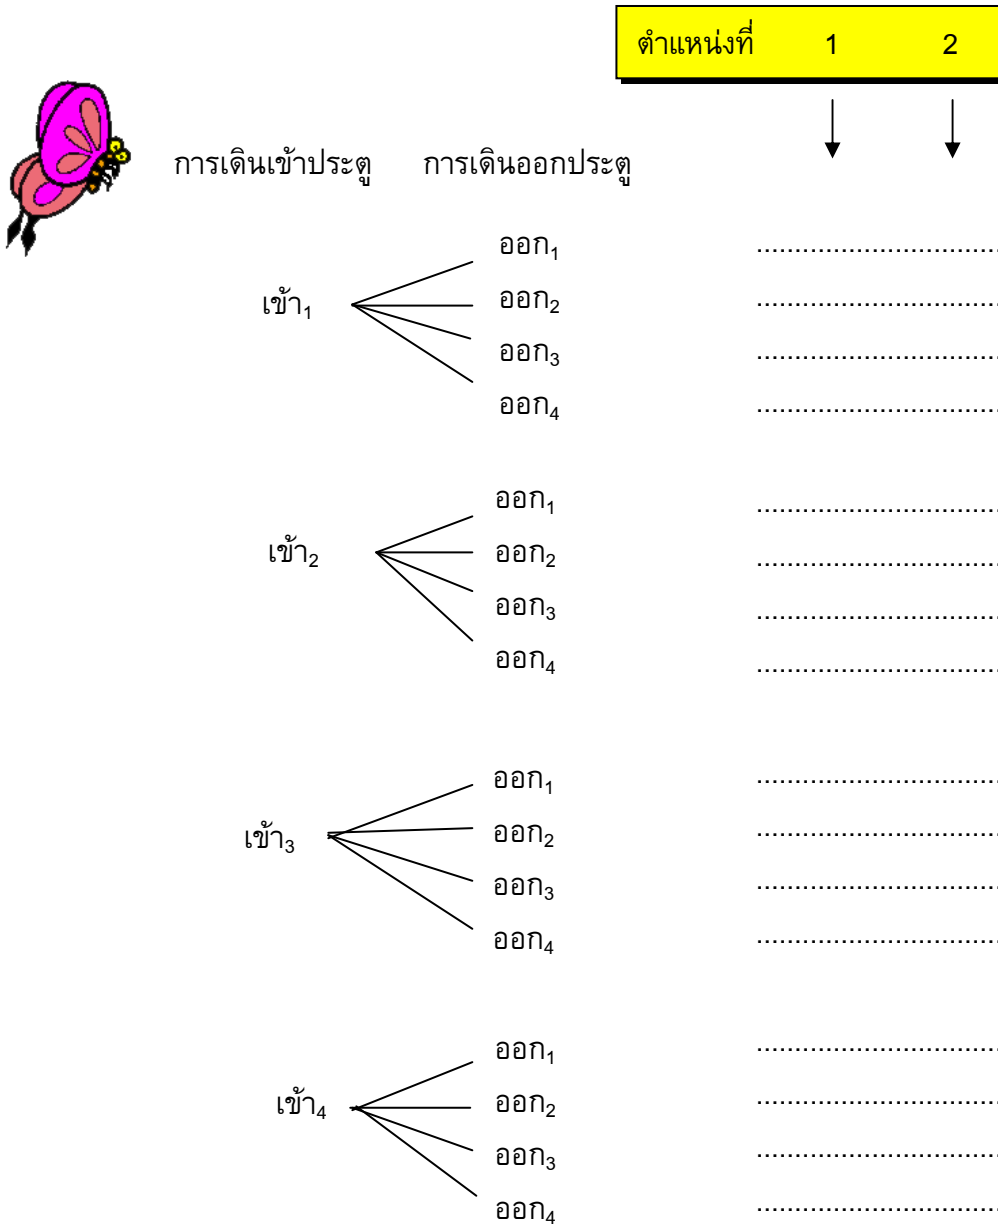 ตำแหน่งที่ 1 2
การเดินเข้าประตู การเดินออกประตู
ออก₁ ................................
เข้า₁ ออก₂ ................................
ออก₃ ................................
ออก₄ ................................
ออก₁ ................................
เข้า₂ ออก₂ ................................
ออก₃ ................................
ออก₄ ................................
ออก₁ ................................
เข้า₃ ออก₂ ................................
ออก₃ ................................
ออก₄ ................................
ออก₁ ................................
เข้า₄ ออก₂ ................................
ออก₃ ................................
ออก₄ ................................